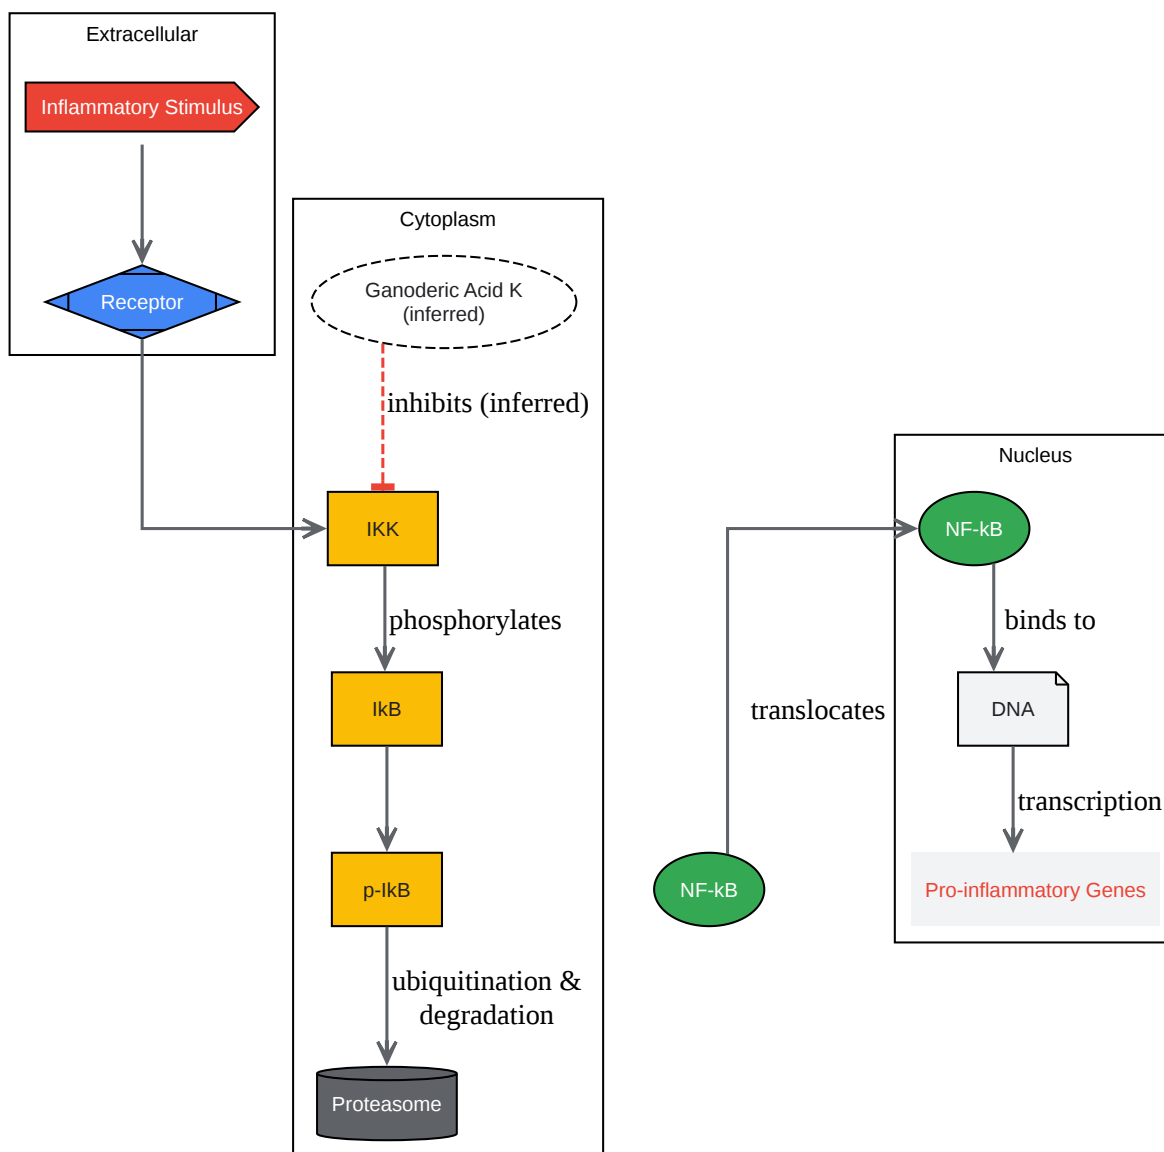 Extracellular
Inflammatory Stimulus
Receptor
Cytoplasm
Ganoderic Acid K
(inferred)
inhibits (inferred)
IKK
phosphorylates
IkB
p-IkB
ubiquitination &
degradation
Proteasome
NF-kB
translocates
Nucleus
NF-kB
binds to
DNA
transcription
Pro-inflammatory Genes